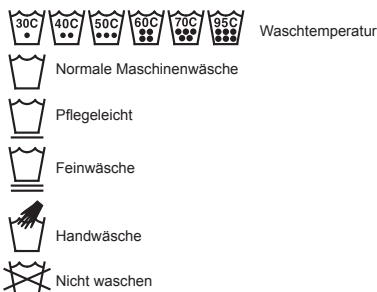 30C 40C 50C 60C 70C 95C Waschtemperatur
Normale Maschinenwäsche
Pflegeleicht
Feinwäsche
Handwäsche
Nicht waschen